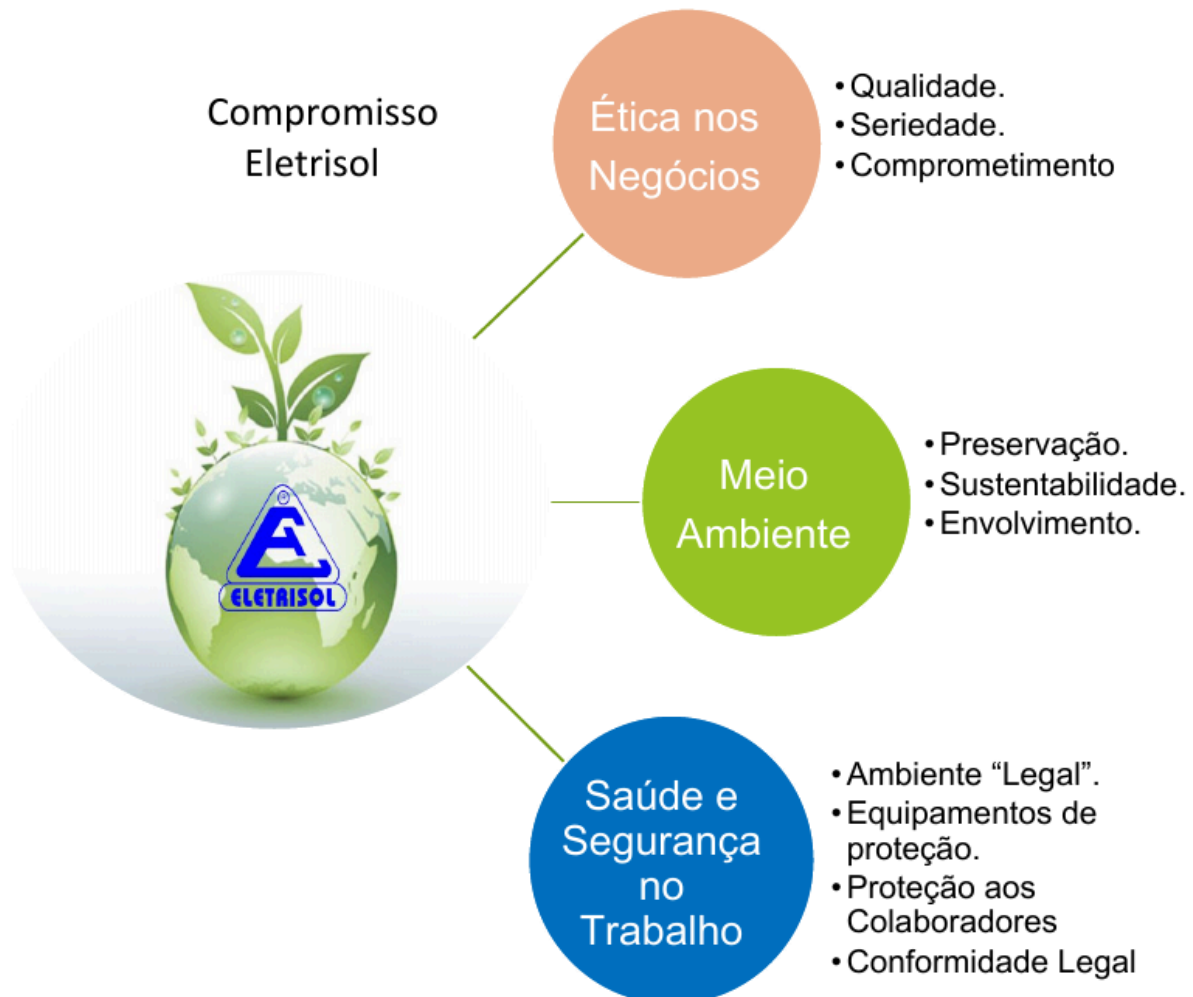 Compromisso
Eletrisol
Ética nos
Negócios
• Qualidade.
• Seriedade.
• Comprometimento
ELETRISOL
Meio
Ambiente
• Preservação.
• Sustentabilidade.
• Envolvimento.
Saúde e
Segurança
no
Trabalho
• Ambiente “Legal”.
• Equipamentos de
proteção.
• Proteção aos
Colaboradores
• Conformidade Legal